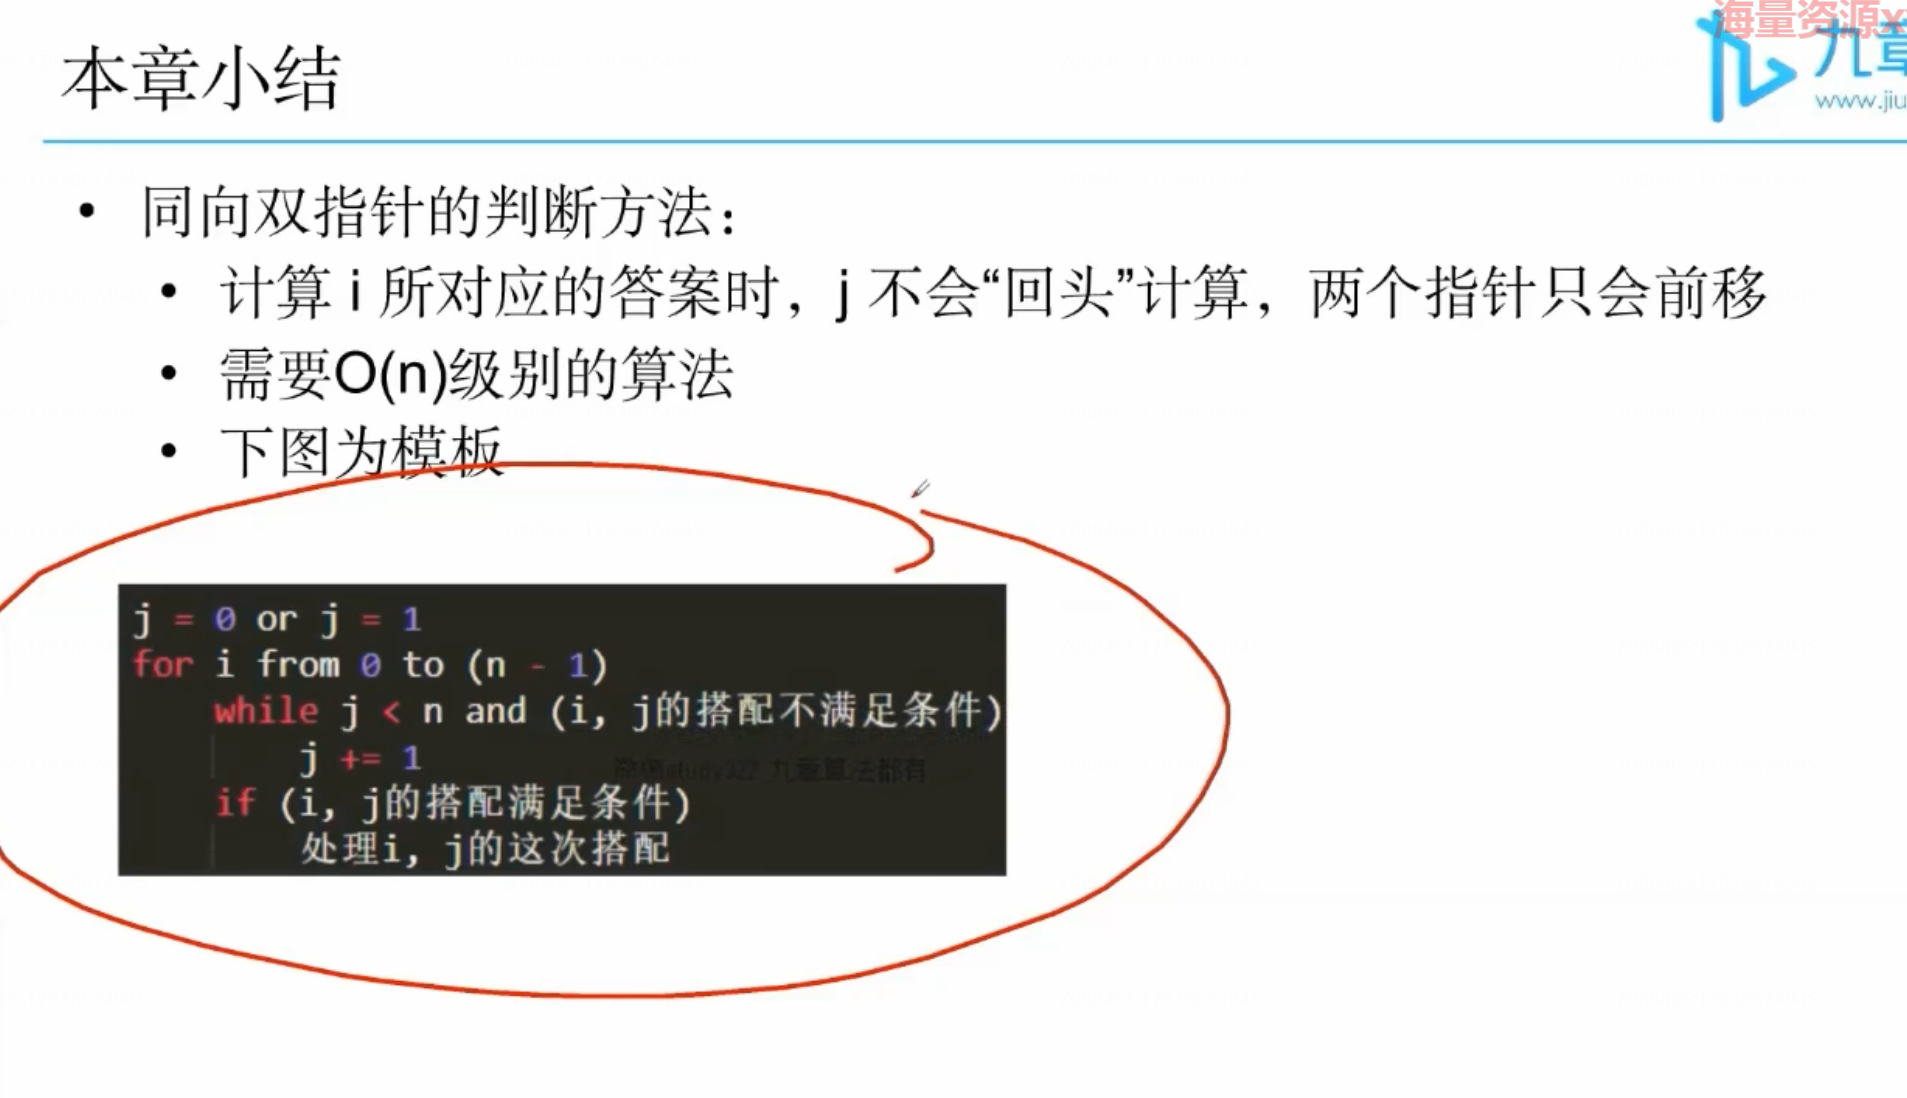 海量资源
九章
www.jiu
本章小结
• 同向双指针的判断方法：
• 计算 i 所对应的答案时，j 不会“回头”计算，两个指针只会前移
• 需要O(n)级别的算法
• 下图为模板
j = 0 or j = 1
for i from 0 to (n - 1)
while j < n and (i, j的搭配不满足条件)
j += 1
study322 九章算法都有
if (i, j的搭配满足条件)
处理i, j的这次搭配